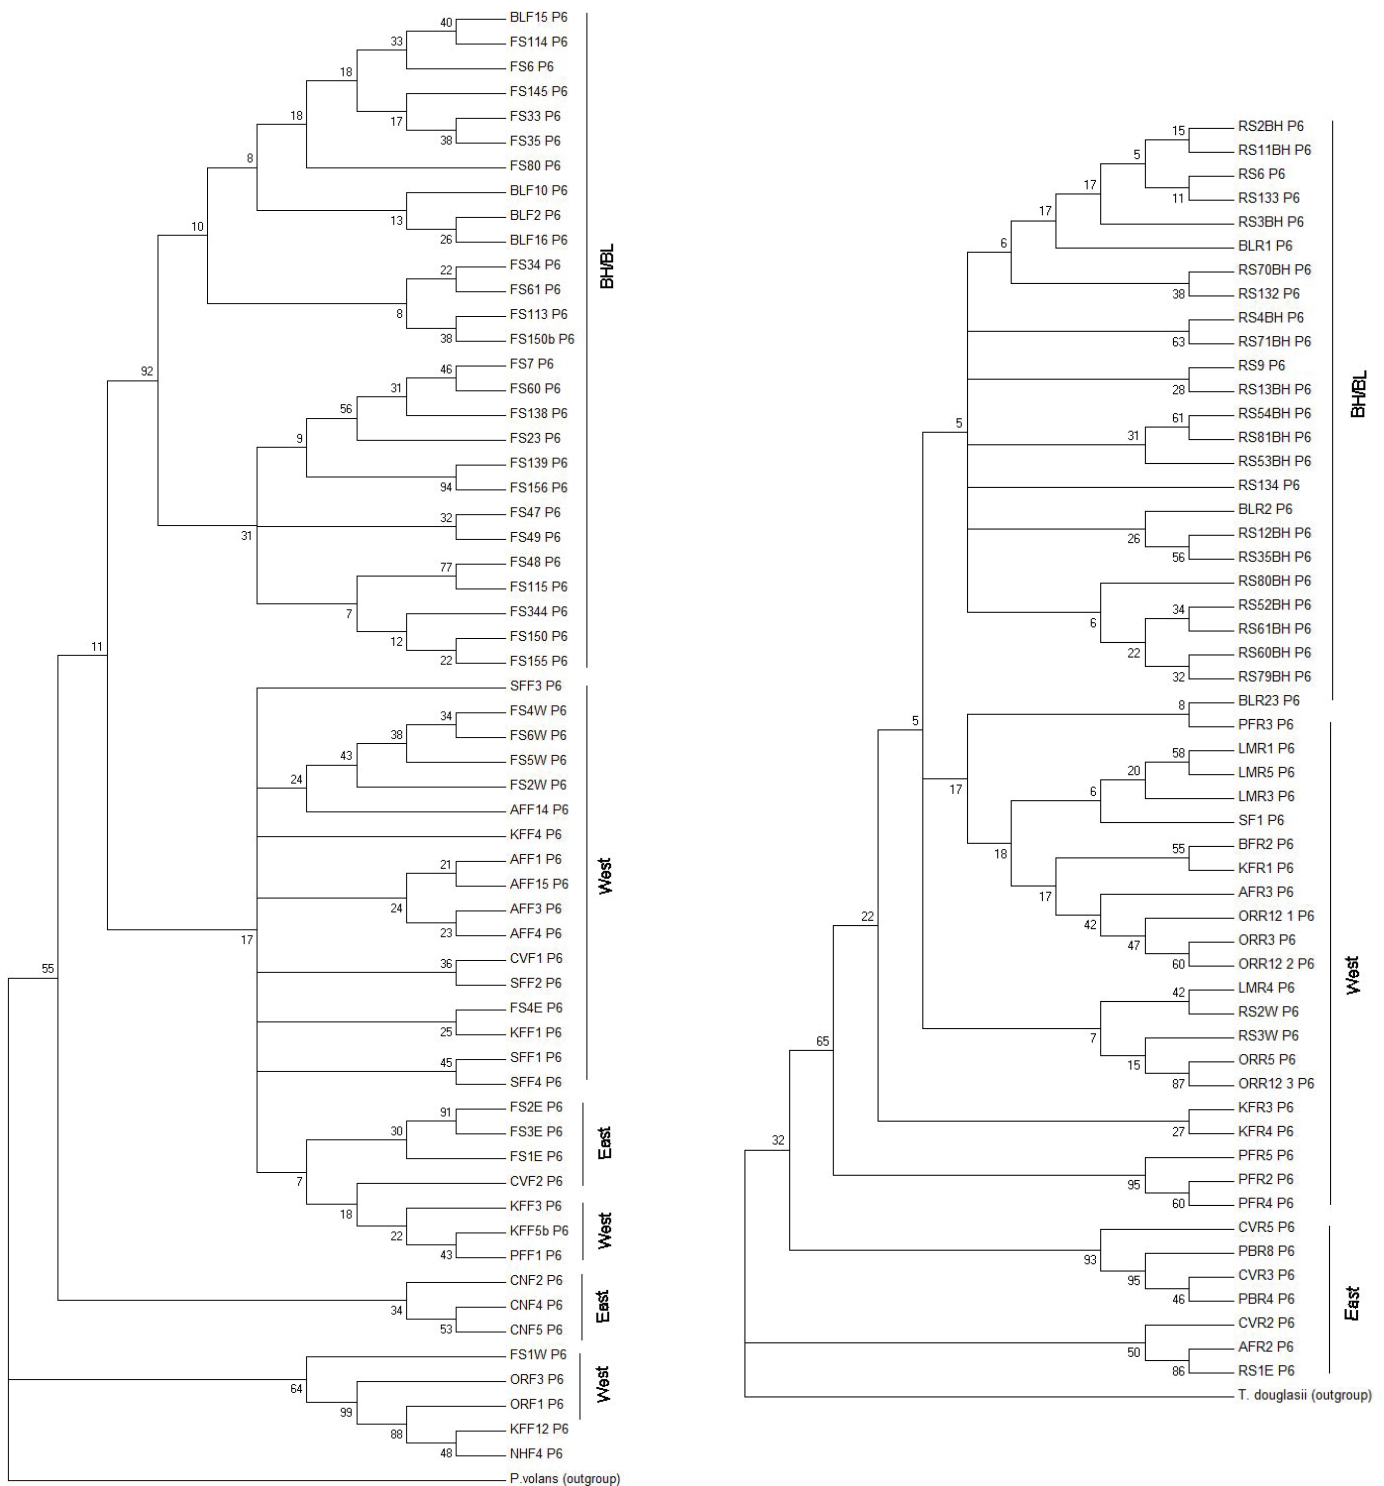 BLF15 P6
40
FS114 P6
33
FS6 P6
18
FS145 P6
17
FS33 P6
38
FS35 P6
18
FS80 P6
8
BLF10 P6
13
BLF2 P6
26
BLF16 P6
10
22
FS34 P6
FS61 P6
8
FS113 P6
38
FS150b P6
BH/BL
92
FS7 P6
46
FS60 P6
31
FS138 P6
56
FS23 P6
9
FS139 P6
94
FS156 P6
32
FS47 P6
FS49 P6
31
77
FS48 P6
FS115 P6
7
FS344 P6
12
FS150 P6
22
FS155 P6
11
SFF3 P6
34
FS4W P6
FS6W P6
38
FS5W P6
43
FS2W P6
24
AFF14 P6
KFF4 P6
21
AFF1 P6
AFF15 P6
24
AFF3 P6
23
AFF4 P6
17
36
CVF1 P6
SFF2 P6
FS4E P6
25
KFF1 P6
45
SFF1 P6
SFF4 P6
West
55
91
FS2E P6
FS3E P6
30
FS1E P6
7
CVF2 P6
East
18
KFF3 P6
22
KFF5b P6
43
PFF1 P6
West
CNF2 P6
34
CNF4 P6
53
CNF5 P6
East
FS1W P6
64
ORF3 P6
99
ORF1 P6
West
88
KFF12 P6
48
NHF4 P6
P.volans (outgroup)
15
RS2BH P6
RS11BH P6
5
RS6 P6
11
RS133 P6
17
RS3BH P6
17
BLR1 P6
6
RS70BH P6
38
RS132 P6
RS4BH P6
63
RS71BH P6
RS9 P6
28
RS13BH P6
BH/BL
61
RS54BH P6
RS81BH P6
31
RS53BH P6
5
RS134 P6
BLR2 P6
26
RS12BH P6
56
RS35BH P6
RS80BH P6
6
34
RS52BH P6
RS61BH P6
22
RS60BH P6
32
RS79BH P6
8
BLR23 P6
PFR3 P6
5
17
58
LMR1 P6
LMR5 P6
20
LMR3 P6
6
SF1 P6
18
55
BFR2 P6
KFR1 P6
17
AFR3 P6
42
ORR12 1 P6
47
ORR3 P6
60
ORR12 2 P6
West
42
LMR4 P6
RS2W P6
7
RS3W P6
15
ORR5 P6
87
ORR12 3 P6
22
KFR3 P6
27
KFR4 P6
65
PFR5 P6
95
PFR2 P6
60
PFR4 P6
32
CVR5 P6
93
PBR8 P6
95
CVR3 P6
46
PBR4 P6
East
CVR2 P6
50
AFR2 P6
86
RS1E P6
T. douglasii (outgroup)